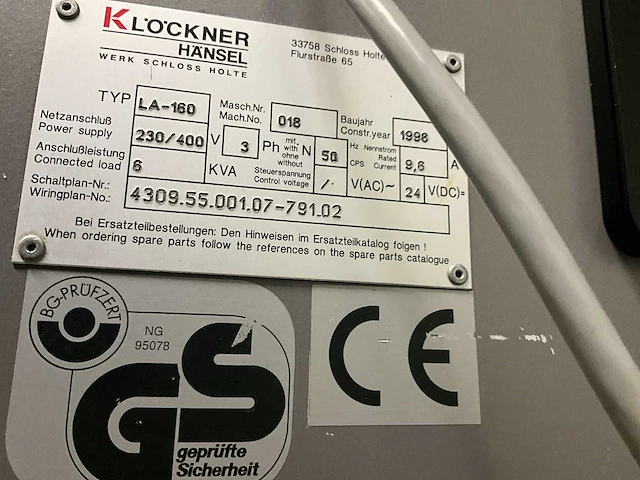 KLÖCKNER
HÄNSEL
WERK SCHLOSS HOLTE
33758 Schloss Holte
Flurstraße 65
TYP LA-160 Masch.Nr. Mach.No. 018 Baujahr Constr.year 1998
Netzanschluß Power supply 230/400 V 3 Ph mit with ohne without N 50 Hz CPS Nennstrom Rated Current 9,6 A
Anschlußleistung Connected load 6 KVA Steuerspannung Control voltage / V(AC)~ 24 V(DC)=
Schaltplan-Nr.: Wiringplan-No.: 4309.55.001.07-791.02
Bei Ersatzteilbestellungen: Den Hinweisen im Ersatzteilkatalog folgen !
When ordering spare parts follow the references on the spare parts catalogue
BG-PRÜFZERT
NG
95078
GS
geprüfte
Sicherheit
CE